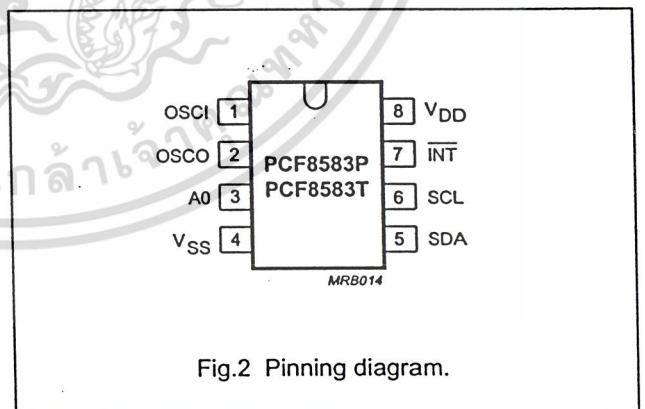 OSCI 1
OSCO 2
A0 3
VSS 4
PCF8583P
PCF8583T
8 VDD
7 INT
6 SCL
5 SDA
MRB014
Fig.2 Pinning diagram.